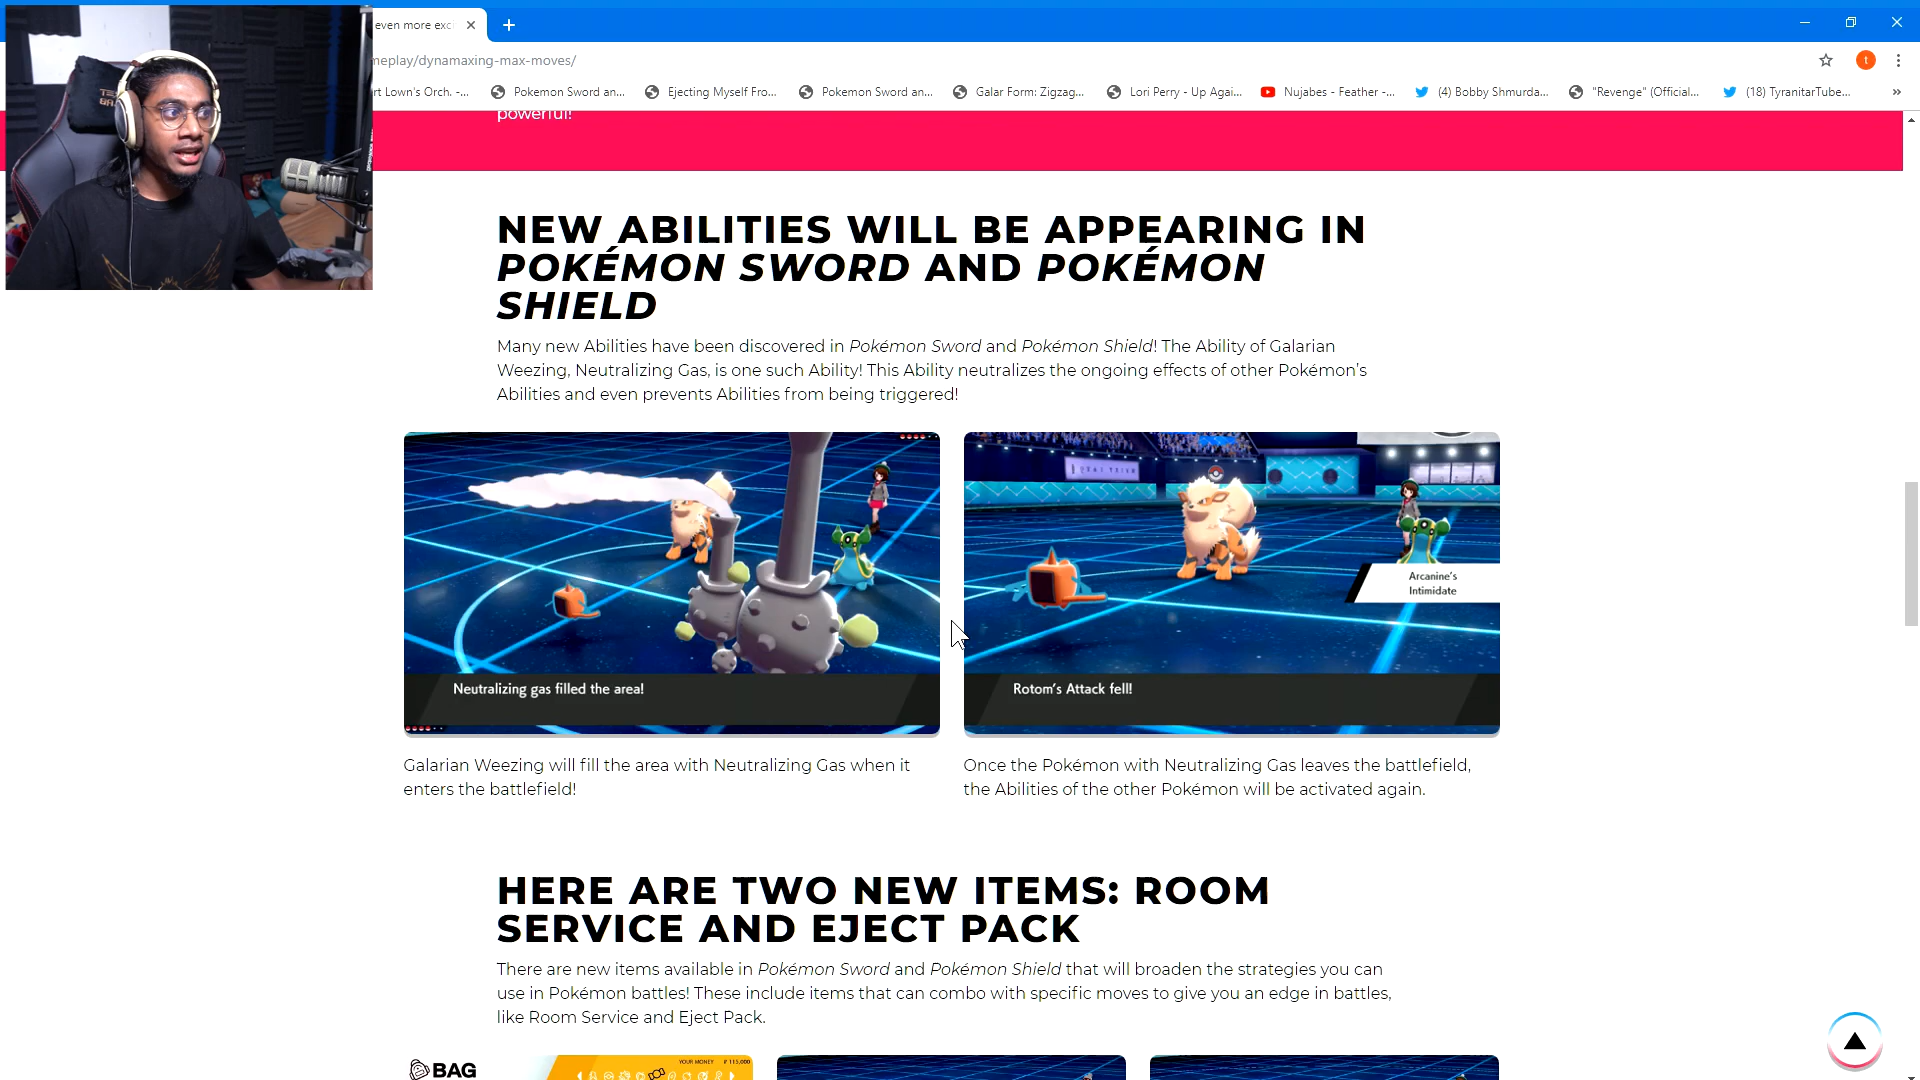 even more exc
meplay/dynamaxing-max-moves/
t
rt Lown's Orch. -...
Pokemon Sword an...
Ejecting Myself Fro...
Pokemon Sword an...
Galar Form: Zigzag...
Lori Perry - Up Agai...
Nujabes - Feather -...
(4) Bobby Shmurda...
"Revenge" (Official...
(18) TyranitarTube...
»
powerful!
NEW ABILITIES WILL BE APPEARING IN
POKÉMON SWORD AND POKÉMON
SHIELD
Many new Abilities have been discovered in Pokémon Sword and Pokémon Shield! The Ability of Galarian
Weezing, Neutralizing Gas, is one such Ability! This Ability neutralizes the ongoing effects of other Pokémon's
Abilities and even prevents Abilities from being triggered!
Neutralizing gas filled the area!
Arcanine's
Intimidate
Rotom's Attack fell!
Galarian Weezing will fill the area with Neutralizing Gas when it
enters the battlefield!
Once the Pokémon with Neutralizing Gas leaves the battlefield,
the Abilities of the other Pokémon will be activated again.
HERE ARE TWO NEW ITEMS: ROOM
SERVICE AND EJECT PACK
There are new items available in Pokémon Sword and Pokémon Shield that will broaden the strategies you can
use in Pokémon battles! These include items that can combo with specific moves to give you an edge in battles,
like Room Service and Eject Pack.
BAG
YOUR MONEY ₽ 115,000